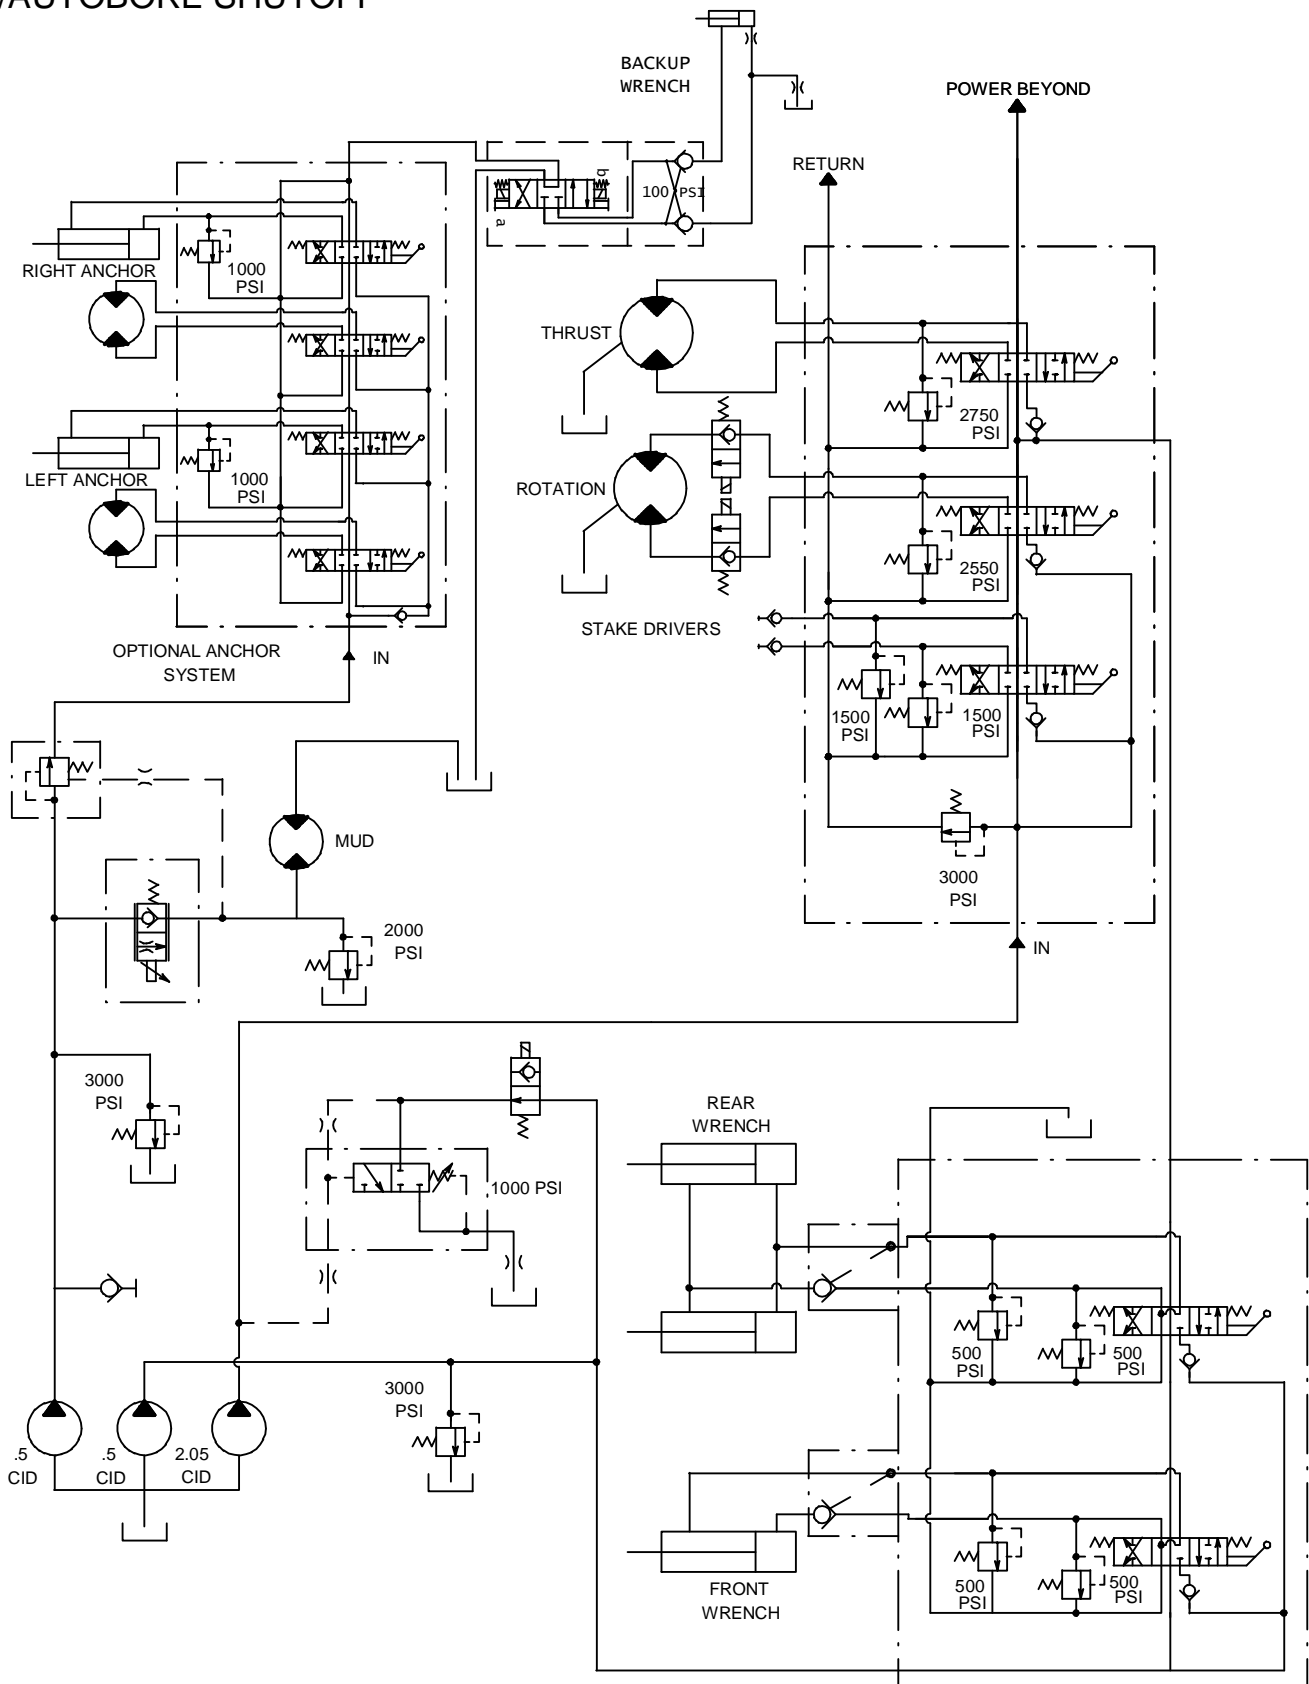 /AUTOBORE SHUTOFF
BACKUP
WRENCH
POWER BEYOND
RETURN
b
100 PSI
a
RIGHT ANCHOR
1000
PSI
THRUST
2750
PSI
LEFT ANCHOR
1000
PSI
ROTATION
2550
PSI
STAKE DRIVERS
OPTIONAL ANCHOR
SYSTEM
IN
1500
PSI
1500
PSI
MUD
3000
PSI
2000
PSI
IN
3000
PSI
REAR
WRENCH
1000 PSI
500
PSI
500
PSI
3000
PSI
.5
CID
.5
CID
2.05
CID
500
PSI
500
PSI
FRONT
WRENCH